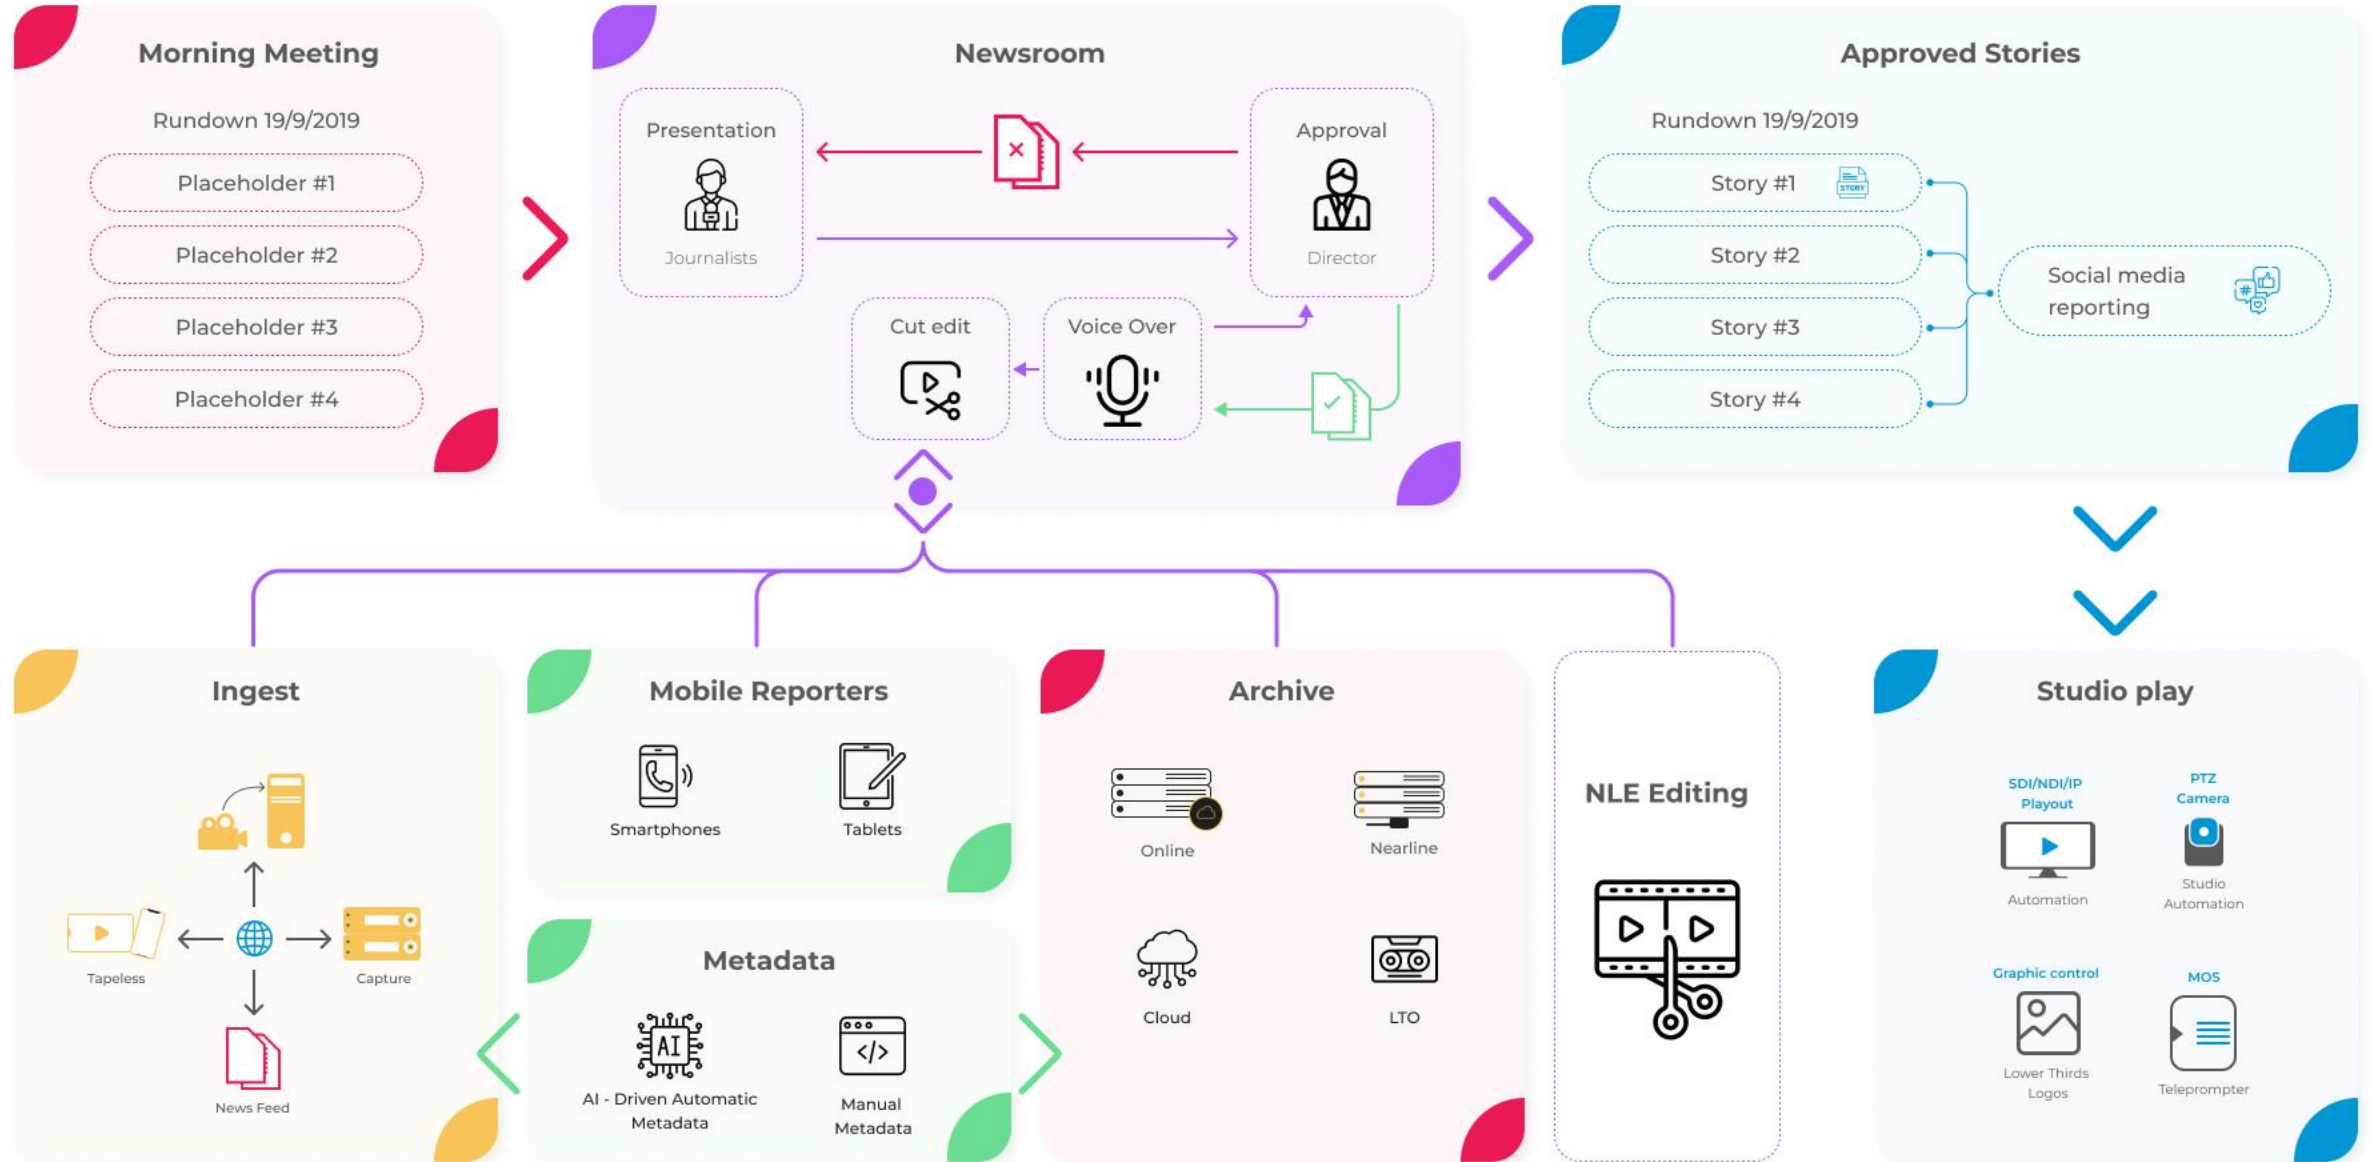 Morning Meeting
Rundown 19/9/2019
Placeholder #1
Placeholder #2
Placeholder #3
Placeholder #4
Newsroom
Presentation
Journalists
Approval
Director
Cut edit
Voice Over
Approved Stories
Rundown 19/9/2019
Story #1
STORY
Story #2
Story #3
Story #4
Social media
reporting
#
Ingest
Tapeless
Capture
News Feed
Mobile Reporters
Smartphones
Tablets
Metadata
AI
AI - Driven Automatic
Metadata
</>
Manual
Metadata
Archive
Online
Nearline
Cloud
LTO
NLE Editing
Studio play
SDI/NDI/IP
Playout
Automation
PTZ
Camera
Studio
Automation
Graphic control
Lower Thirds
Logos
MOS
Teleprompter